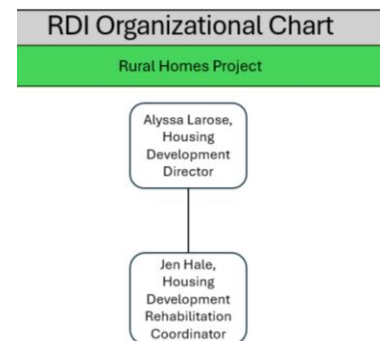 RDI Organizational Chart
Rural Homes Project
Alyssa Larose,
Housing
Development
Director
Jen Hale,
Housing
Development
Rehabilitation
Coordinator